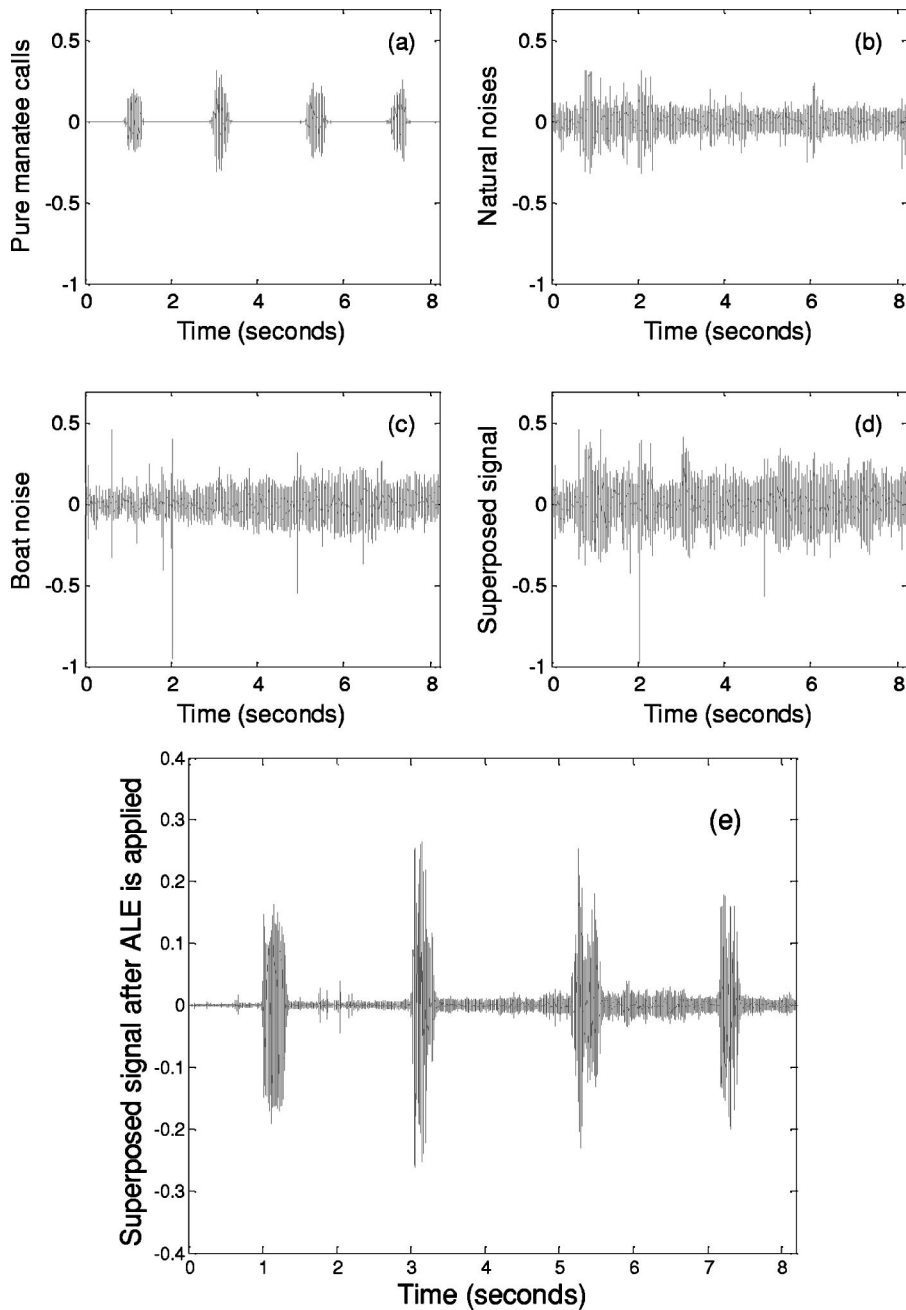 (a)
Pure manatee calls
0.5
0
-0.5
-1
0 2 4 6 8
Time (seconds)
(b)
Natural noises
0.5
0
-0.5
-1
0 2 4 6 8
Time (seconds)
(c)
Boat noise
0.5
0
-0.5
-1
0 2 4 6 8
Time (seconds)
(d)
Superposed signal
0.5
0
-0.5
-1
0 2 4 6 8
Time (seconds)
(e)
Superposed signal after ALE is applied
0.4
0.3
0.2
0.1
0
-0.1
-0.2
-0.3
-0.4
0 1 2 3 4 5 6 7 8
Time (seconds)